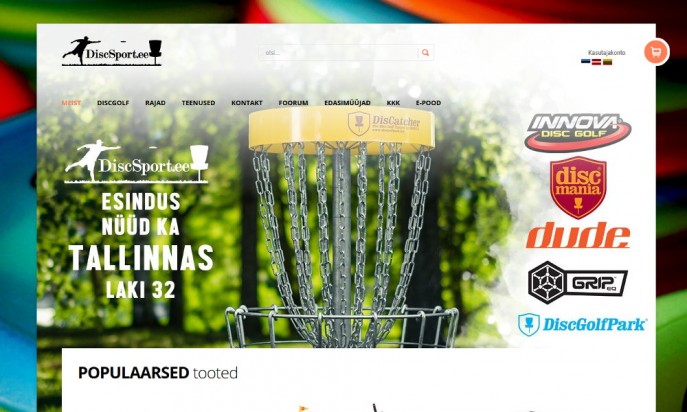 DiscSport.ee
otsi...
Kasutajakonto
MEIST DISCGOLF RAJAD TEENUSED KONTAKT FOORUM EDASIMÜÜJAD KKK E-POOD
DisCatcher
DiscSport.ee
ESINDUS
NÜÜD KA
TALLINNAS
LAKI 32
INNOVA
DISC GOLF
disc
mania
dude
GRIP EQ
DiscGolfPark
POPULAARSED tooted